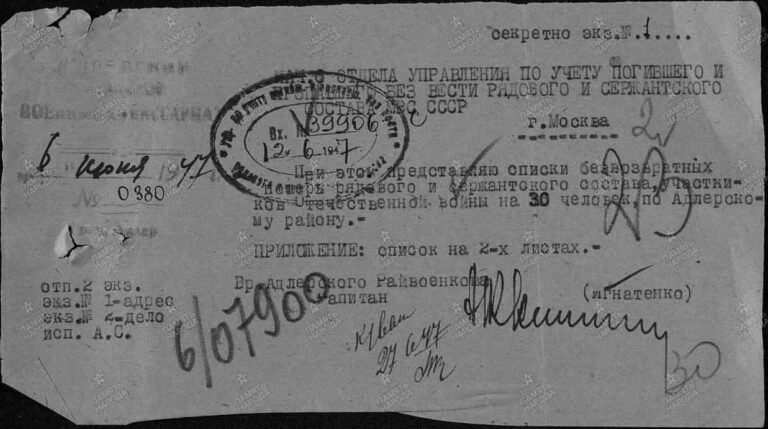 секретно экз.№ 1....
НАЧ.6 ОТДЕЛА УПРАВЛЕНИЯ ПО УЧЕТУ ПОГИБШЕГО И
БЕЗ ВЕСТИ РЯДОВОГО И СЕРЖАНТСКОГО
СОСТАВА ВС СССР
г.Москва
Вх. № 39906
12. 6 1947
6 июня 1947
№ 0380
При этом представляю списки безвозвратных
потерь рядового и сержантского состава, участни-
ков отечественной войны на 30 человек по Адлерско-
му району.-
ПРИЛОЖЕНИЕ: список на 2-х листах.-
Вр.Адлерского Райвоенкома
Капитан
(Игнатенко)
отп.2 экз.
экз.№ 1-адрес
экз.№ 2-дело
исп. А.С.
6/07900
27 6 47
30